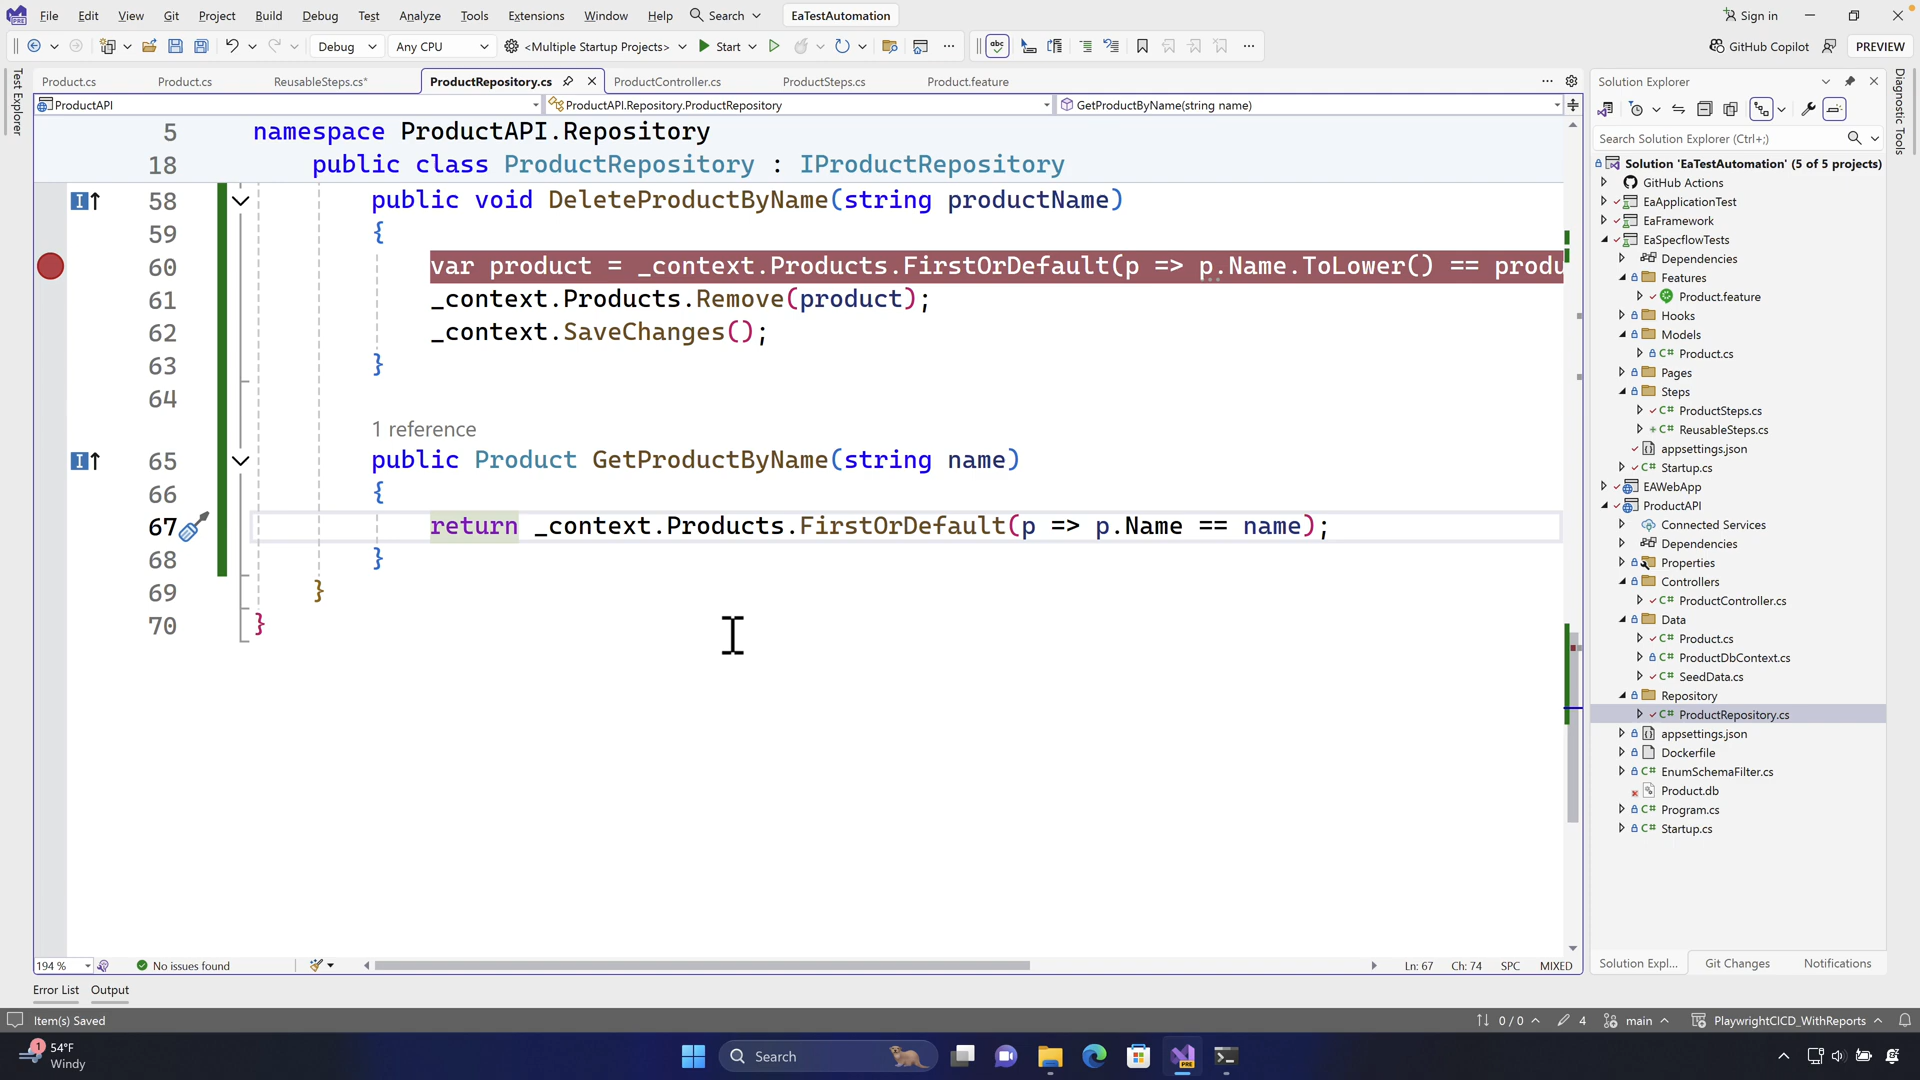 File Edit View Git Project Build Debug Test Analyze Tools Extensions Window Help Search EaTestAutomation Sign in
Debug Any CPU <Multiple Startup Projects> Start GitHub Copilot PREVIEW
Test Explorer
Product.cs Product.cs ReusableSteps.cs* ProductRepository.cs ProductController.cs ProductSteps.cs Product.feature
ProductAPI ProductAPI.Repository.ProductRepository GetProductByName(string name)
5 namespace ProductAPI.Repository
18 public class ProductRepository : IProductRepository
58 public void DeleteProductByName(string productName)
59 {
60 var product = _context.Products.FirstOrDefault(p => p.Name.ToLower() == produ
61 _context.Products.Remove(product);
62 _context.SaveChanges();
63 }
64
1 reference
65 public Product GetProductByName(string name)
66 {
67 return _context.Products.FirstOrDefault(p => p.Name == name);
68 }
69 }
70 }
194 % No issues found Ln: 67 Ch: 74 SPC MIXED
Error List Output
Solution Explorer
Search Solution Explorer (Ctrl+;)
Solution 'EaTestAutomation' (5 of 5 projects)
GitHub Actions
EaApplicationTest
EaFramework
EaSpecflowTests
Dependencies
Features
Product.feature
Hooks
Models
Product.cs
Pages
Steps
ProductSteps.cs
ReusableSteps.cs
appsettings.json
Startup.cs
EAWebApp
ProductAPI
Connected Services
Dependencies
Properties
Controllers
ProductController.cs
Data
Product.cs
ProductDbContext.cs
SeedData.cs
Repository
ProductRepository.cs
appsettings.json
Dockerfile
EnumSchemaFilter.cs
Product.db
Program.cs
Startup.cs
Solution Expl... Git Changes Notifications
Diagnostic Tools
Item(s) Saved 0 / 0 4 main PlaywrightCICD_WithReports
1 54°F
Windy
Search